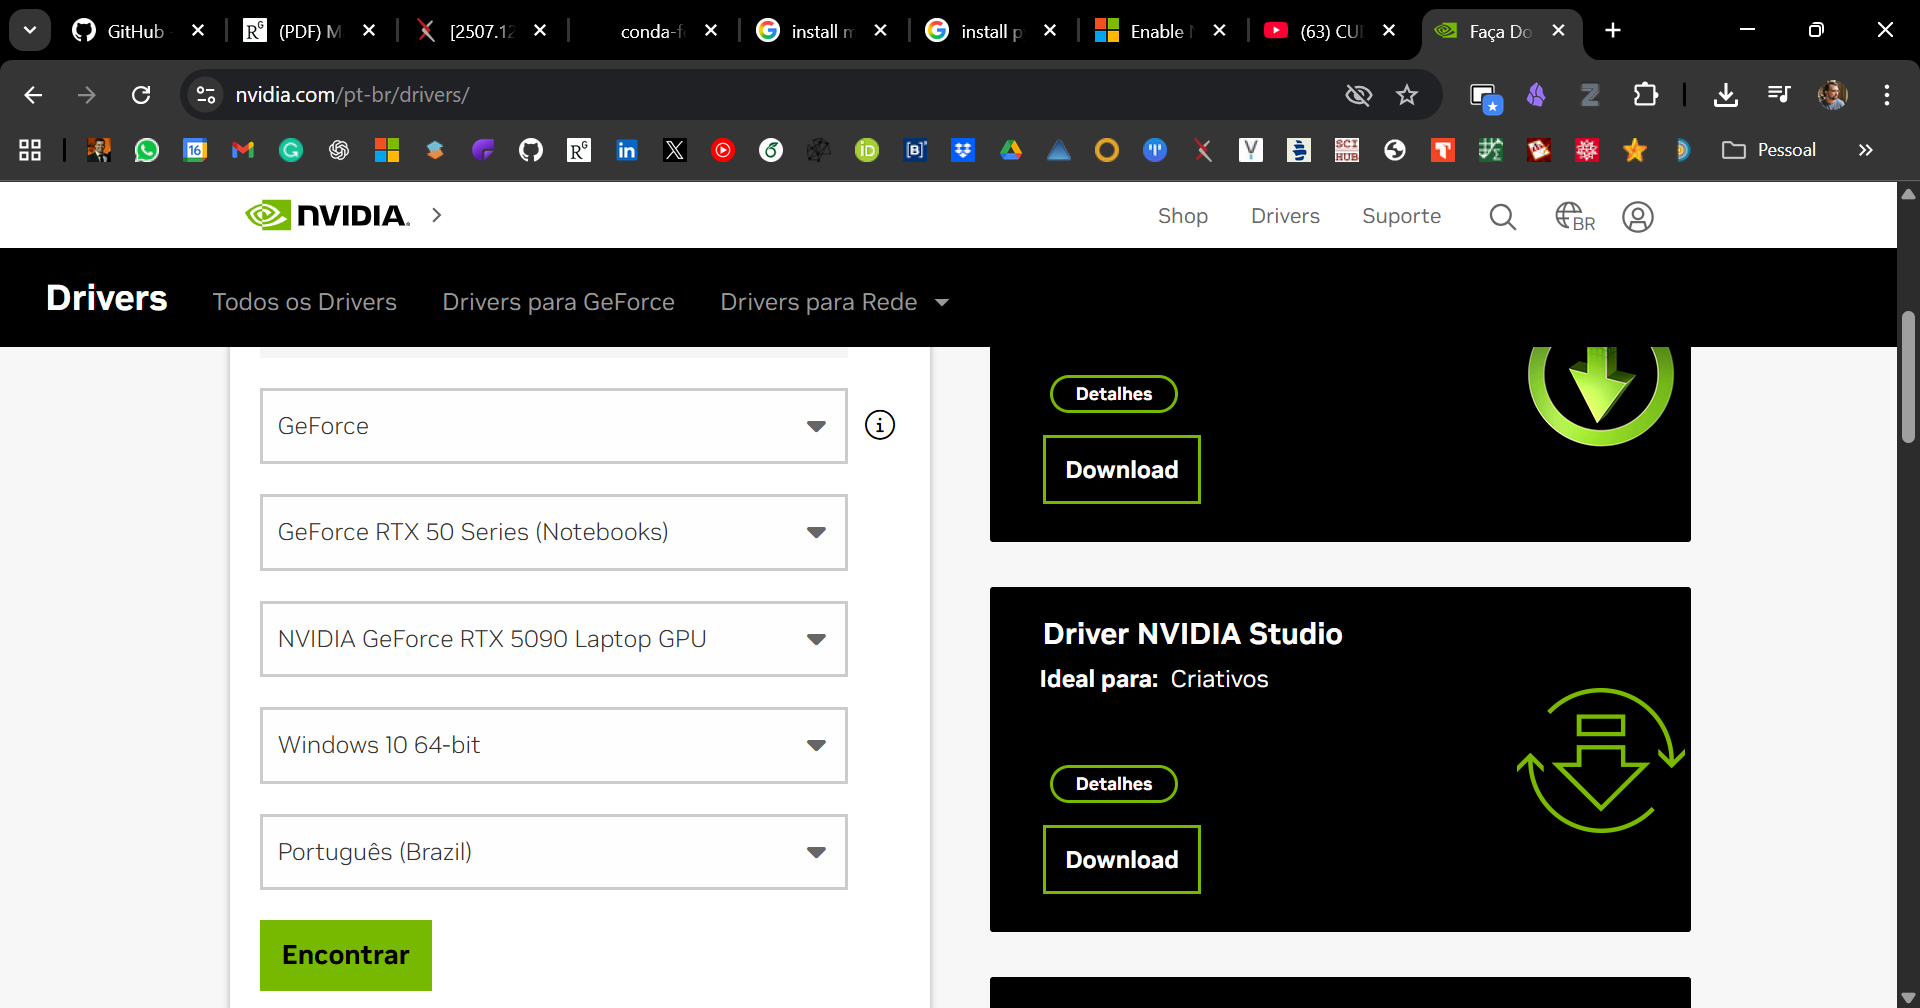 GitHub
(PDF) M
[2507.12
conda-f
install m
install p
Enable
(63) CU
Faça Do
nvidia.com/pt-br/drivers/
Pessoal
NVIDIA
Shop
Drivers
Suporte
BR
Drivers
Todos os Drivers
Drivers para GeForce
Drivers para Rede
GeForce
GeForce RTX 50 Series (Notebooks)
NVIDIA GeForce RTX 5090 Laptop GPU
Windows 10 64-bit
Português (Brazil)
Encontrar
Detalhes
Download
Driver NVIDIA Studio
Ideal para: Criativos
Detalhes
Download